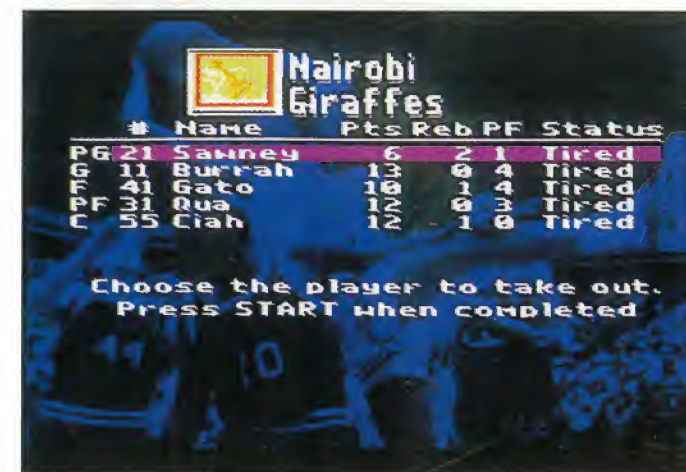 Nairobi
Giraffes
# Name Pts Reb PF Status
PG 21 Sawney 6 2 1 Tired
G 11 Burrah 13 0 4 Tired
F 41 Gato 10 1 4 Tired
PF 31 Qua 12 0 3 Tired
C 55 Ciah 12 1 0 Tired
Choose the player to take out.
Press START when completed